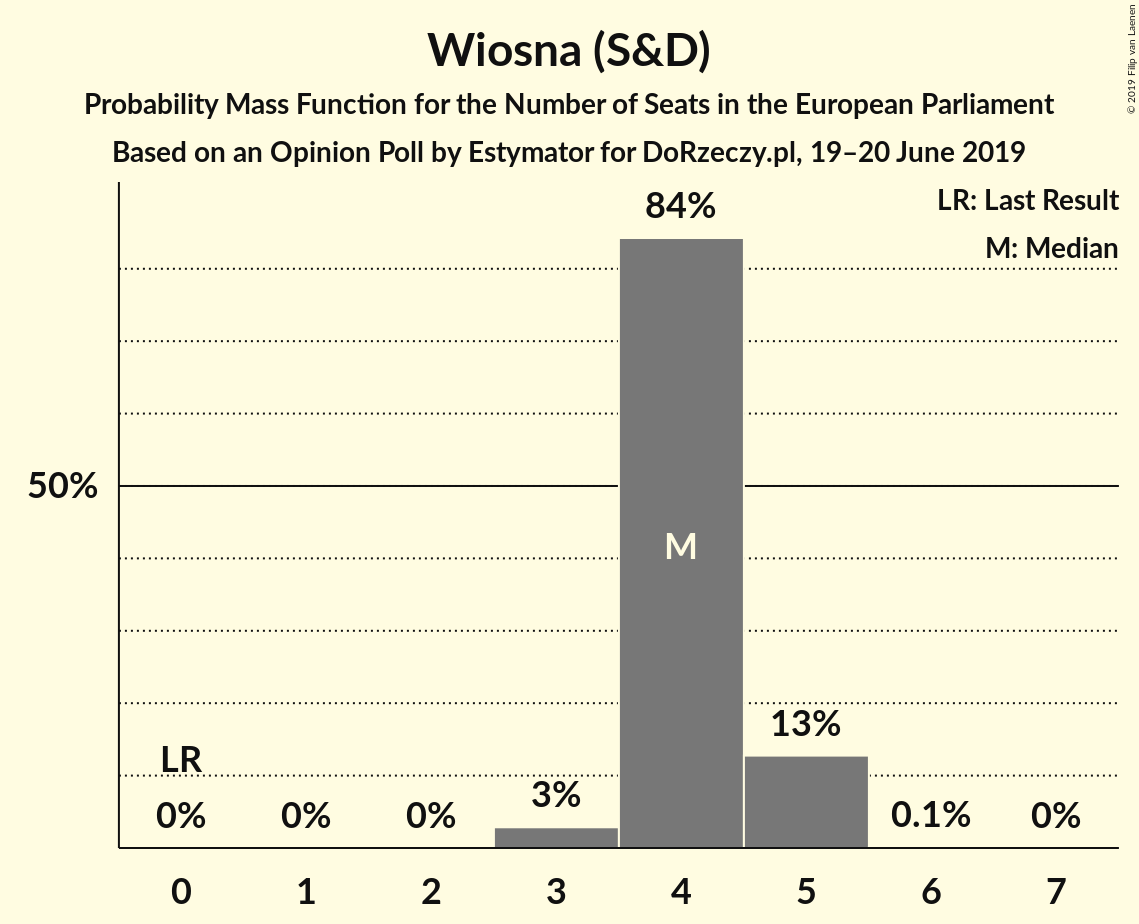 Wiosna (S&D)
Probability Mass Function for the Number of Seats in the European Parliament
Based on an Opinion Poll by Estymator for DoRzeczy.pl, 19–20 June 2019
© 2019 Filip van Laenen
LR: Last Result
M: Median
84%
50%
M
13%
LR
3%
0%
0%
0%
0.1%
0%
0 1 2 3 4 5 6 7